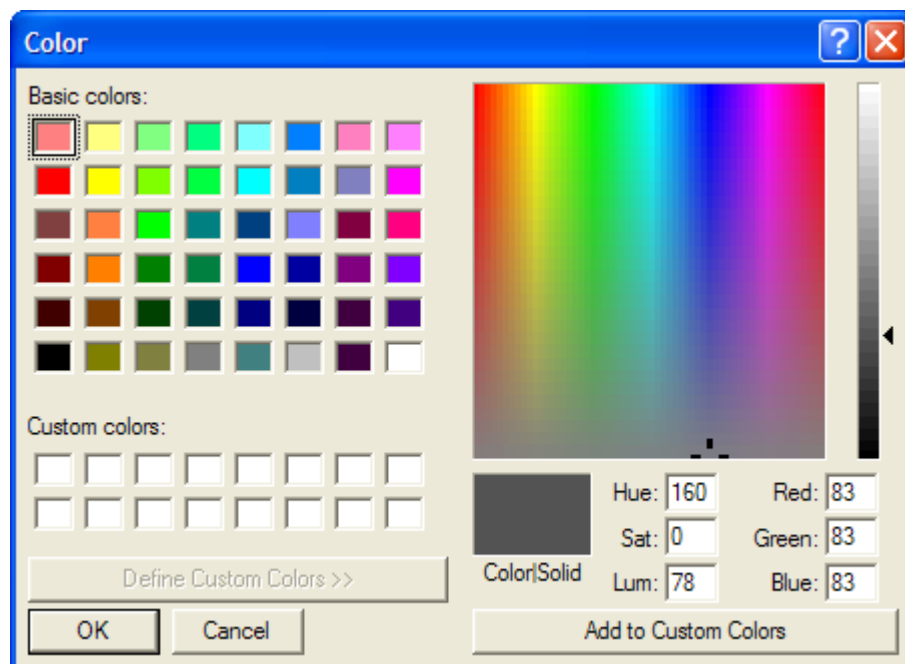 Color
Basic colors:
Custom colors:
Define Custom Colors >>
OK Cancel
Color|Solid
Hue: 160 Red: 83
Sat: 0 Green: 83
Lum: 78 Blue: 83
Add to Custom Colors